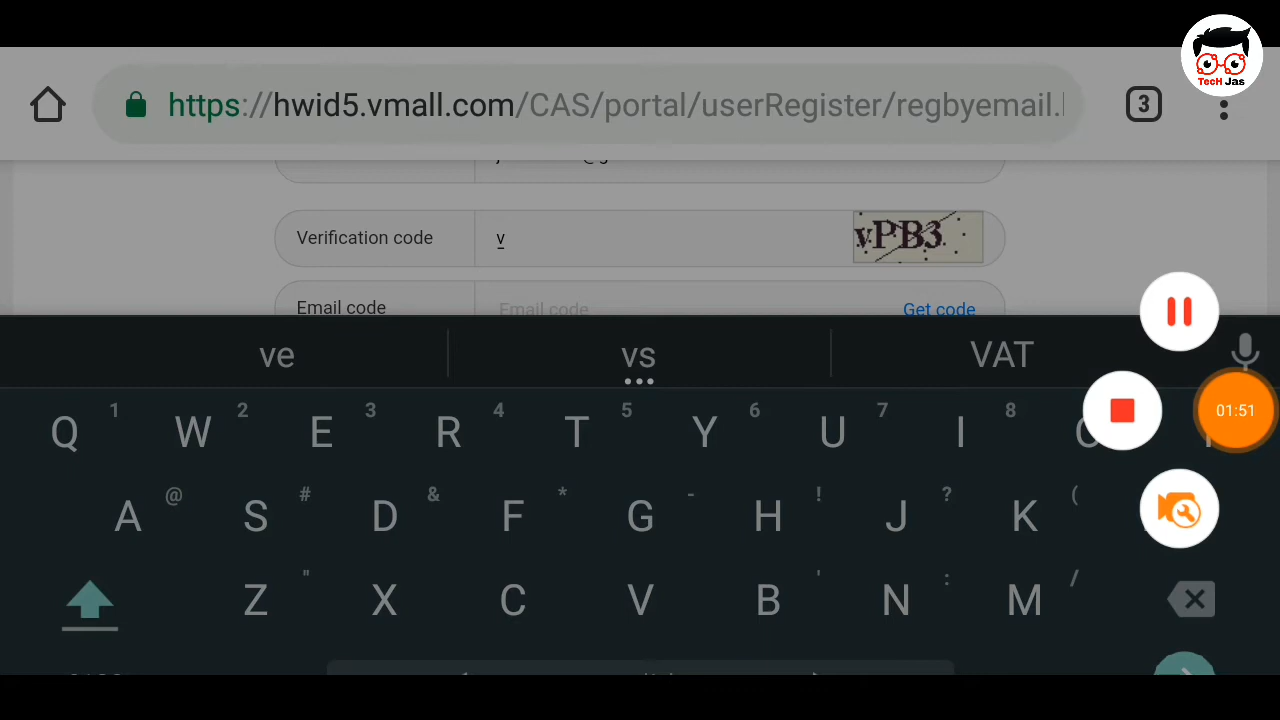 TecH Jas
https://hwid5.vmall.com/CAS/portal/userRegister/regbyemail.
3
Verification code
v
vPB3
Email code
Email code
Get code
ve
vs
VAT
1 2 3 4 5 6 7 8
Q W E R T Y U I
01:51
@ # & * - ! ? (
A S D F G H J K
" ' : /
Z X C V B N M